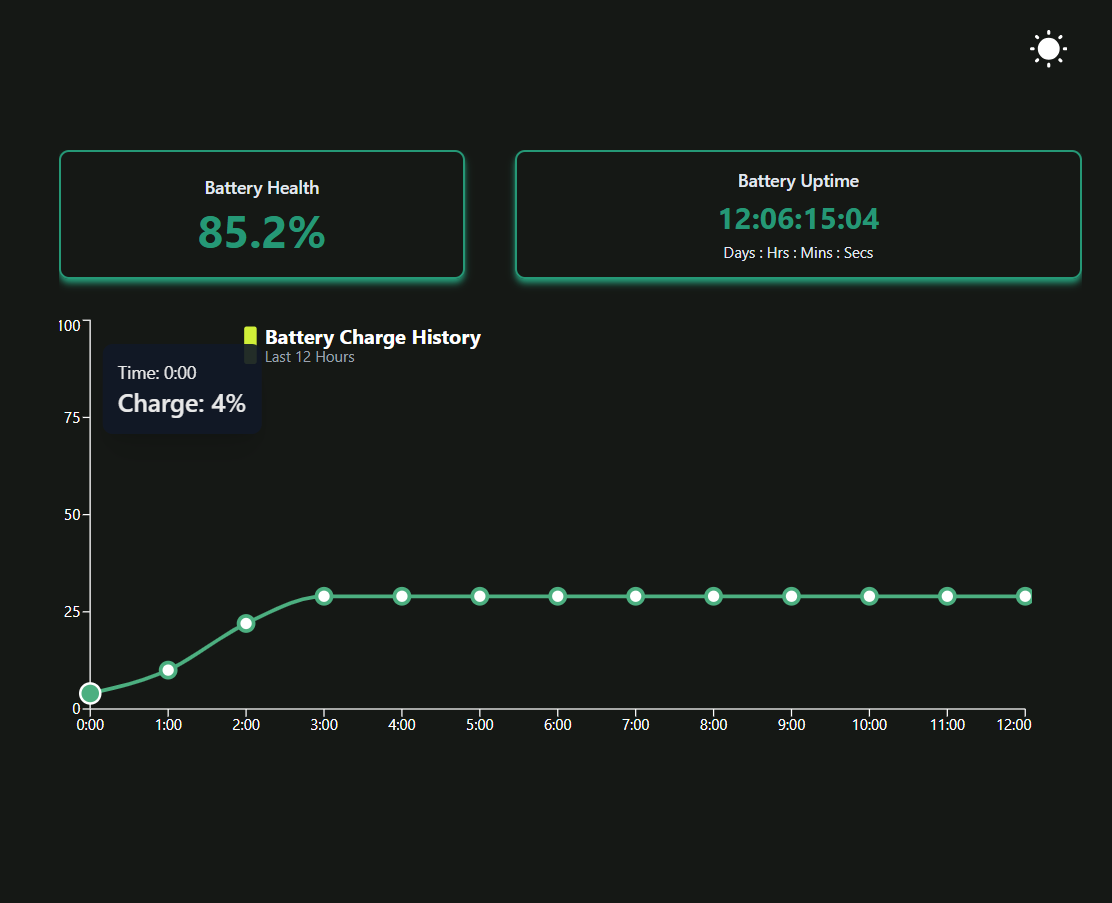 Battery Health
85.2%
Battery Uptime
12:06:15:04
Days : Hrs : Mins : Secs
Battery Charge History
Last 12 Hours
Time: 0:00
Charge: 4%
100
75
50
25
0
0:00 1:00 2:00 3:00 4:00 5:00 6:00 7:00 8:00 9:00 10:00 11:00 12:00